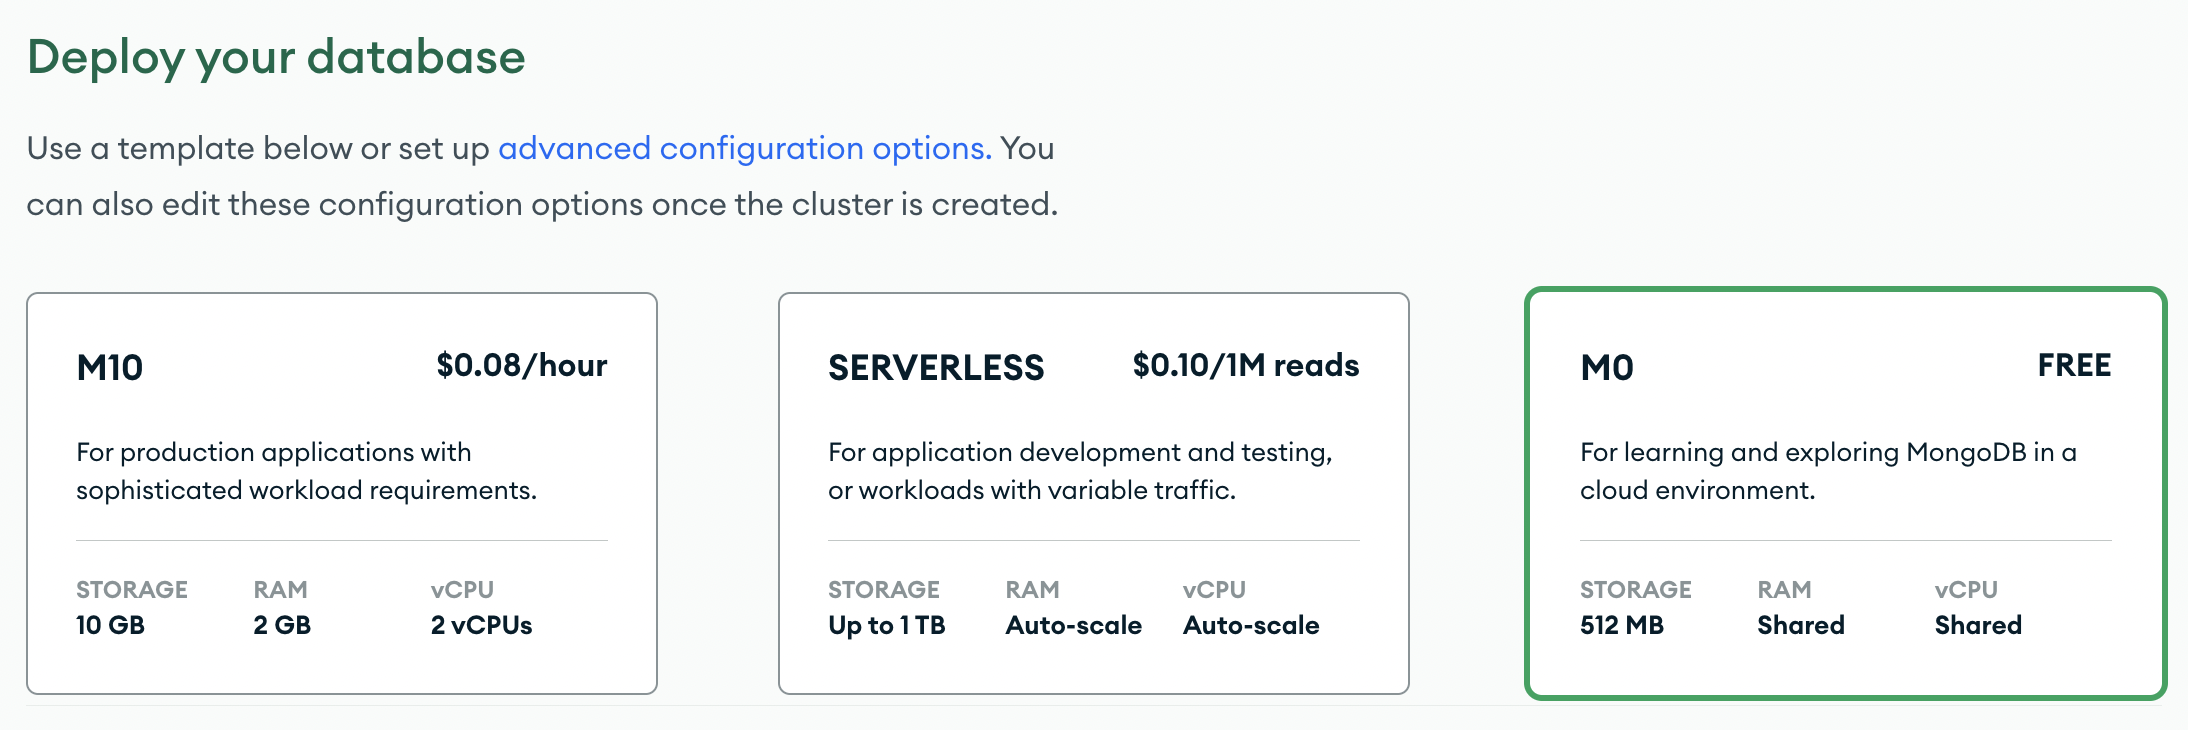 Deploy your database
Use a template below or set up advanced configuration options. You
can also edit these configuration options once the cluster is created.
M10 $0.08/hour
For production applications with
sophisticated workload requirements.
STORAGE RAM vCPU
10 GB 2 GB 2 vCPUs
SERVERLESS $0.10/1M reads
For application development and testing,
or workloads with variable traffic.
STORAGE RAM vCPU
Up to 1 TB Auto-scale Auto-scale
M0 FREE
For learning and exploring MongoDB in a
cloud environment.
STORAGE RAM vCPU
512 MB Shared Shared